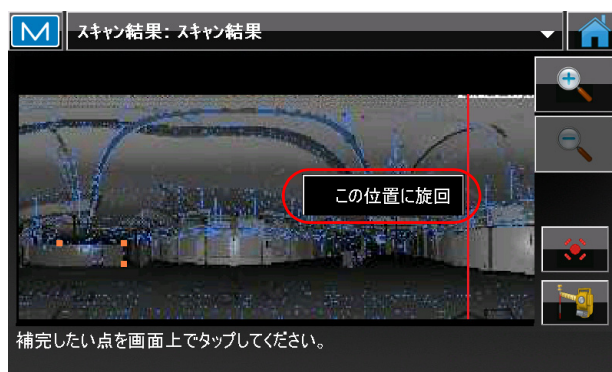 M
スキャン結果: スキャン結果
この位置に旋回
補完したい点を画面上でタップしてください。